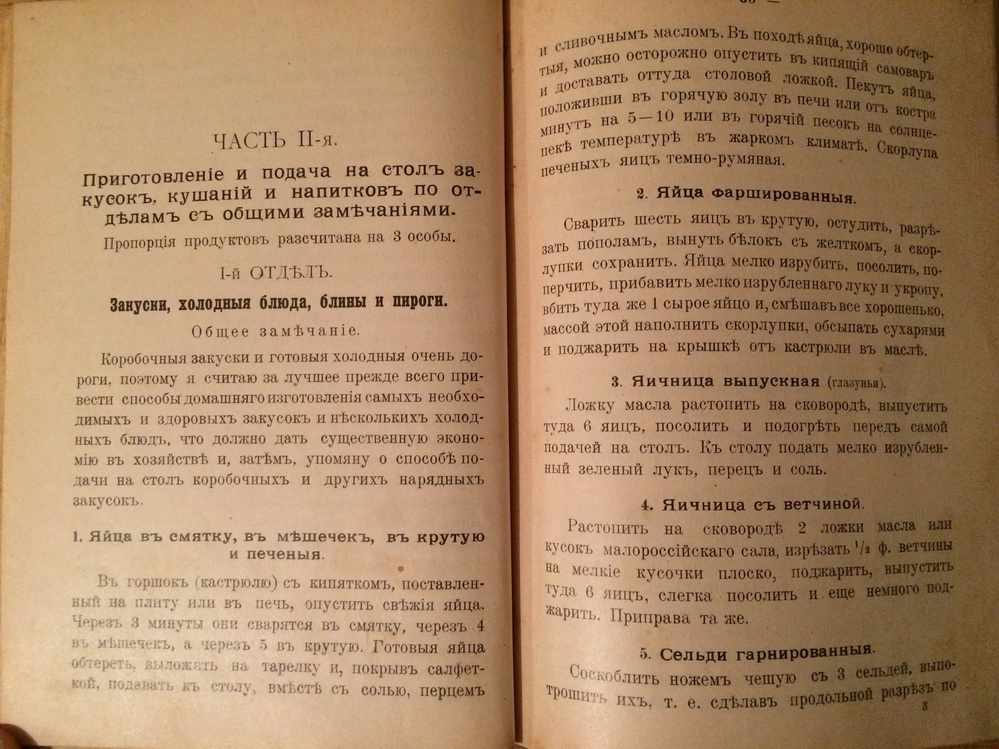 ЧАСТЬ II-я.
Приготовленіе и подача на столъ за-
кусокъ, кушаній и напитковъ по от-
дѣламъ съ общими замѣчаніями.
Пропорція продуктовъ разсчитана на 3 особы.
I-й ОТДѢЛЪ.
Закуски, холодныя блюда, блины и пироги.
Общее замѣчаніе.
Коробочныя закуски и готовыя холодныя очень до-
роги, поэтому я считаю за лучшее прежде всего при-
вести способы домашняго изготовленія самыхъ необхо-
димыхъ и здоровыхъ закусокъ и нѣсколькихъ холод-
ныхъ блюдъ, что должно дать существенную эконо-
мію въ хозяйствѣ и, затѣмъ, упомяну о способѣ по-
дачи на столъ коробочныхъ и другихъ нарядныхъ
закусокъ.
1. Яйца въ смятку, въ мѣшечекъ, въ крутую
и печеныя.
Въ горшокъ (кастрюлю) съ кипяткомъ, поставлен-
ный на плиту или въ печь, опустить свѣжія яйца.
Черезъ 3 минуты они сварятся въ смятку, черезъ 4
въ мѣшечекъ, а черезъ 5 въ крутую. Готовыя яйца
обтереть, выложать на тарелку и, покрывъ салфет-
кой, подавать къ столу, вмѣстѣ съ солью, перцемъ
и сливочнымъ масломъ. Въ походѣ яйца, хорошо обтер-
тыя, можно осторожно опустить въ кипящій самоваръ
и доставать оттуда столовой ложкой. Пекутъ яйца,
положивши въ горячую золу въ печи или отъ костра
минутъ на 5—10 или въ горячій песокъ на солнце-
пекѣ температурѣ въ жаркомъ климатѣ. Скорлупа
печеныхъ яицъ темно-румяная.
2. Яйца Фаршированныя.
Сварить шесть яицъ въ крутую, остудить, разрѣ-
зать пополамъ, вынуть бѣлокъ съ желткомъ, а скор-
лупки сохранить. Яйца мелко изрубить, посолить, по-
перчить, прибавить мелко изрубленнаго луку и укропу,
вбить туда же 1 сырое яйцо и, смѣшавъ все хорошенько,
массой этой наполнить скорлупки, обсыпать сухарями
и поджарить на крышкѣ отъ кастрюли въ маслѣ.
3. Яичница выпускная (глазунья).
Ложку масла растопить на сковородѣ, выпустить
туда 6 яицъ, посолить и подогрѣть передъ самой
подачей на столъ. Къ столу подать мелко изрублен-
ный зеленый лукъ, перецъ и соль.
4. Яичница съ ветчиной.
Растопить на сковородѣ 2 ложки масла или
кусокъ малороссійскаго сала, изрѣзать ½ ф. ветчины
на мелкіе кусочки плоско, поджарить, выпустить
туда 6 яицъ, слегка посолить и еще немного под-
жарить. Приправа та же.
5. Сельди гарнированныя.
Соскоблить ножемъ чешую съ 3 сельдей, выпо-
трошить ихъ, т. е. сдѣлавъ продольной разрѣзъ по
3